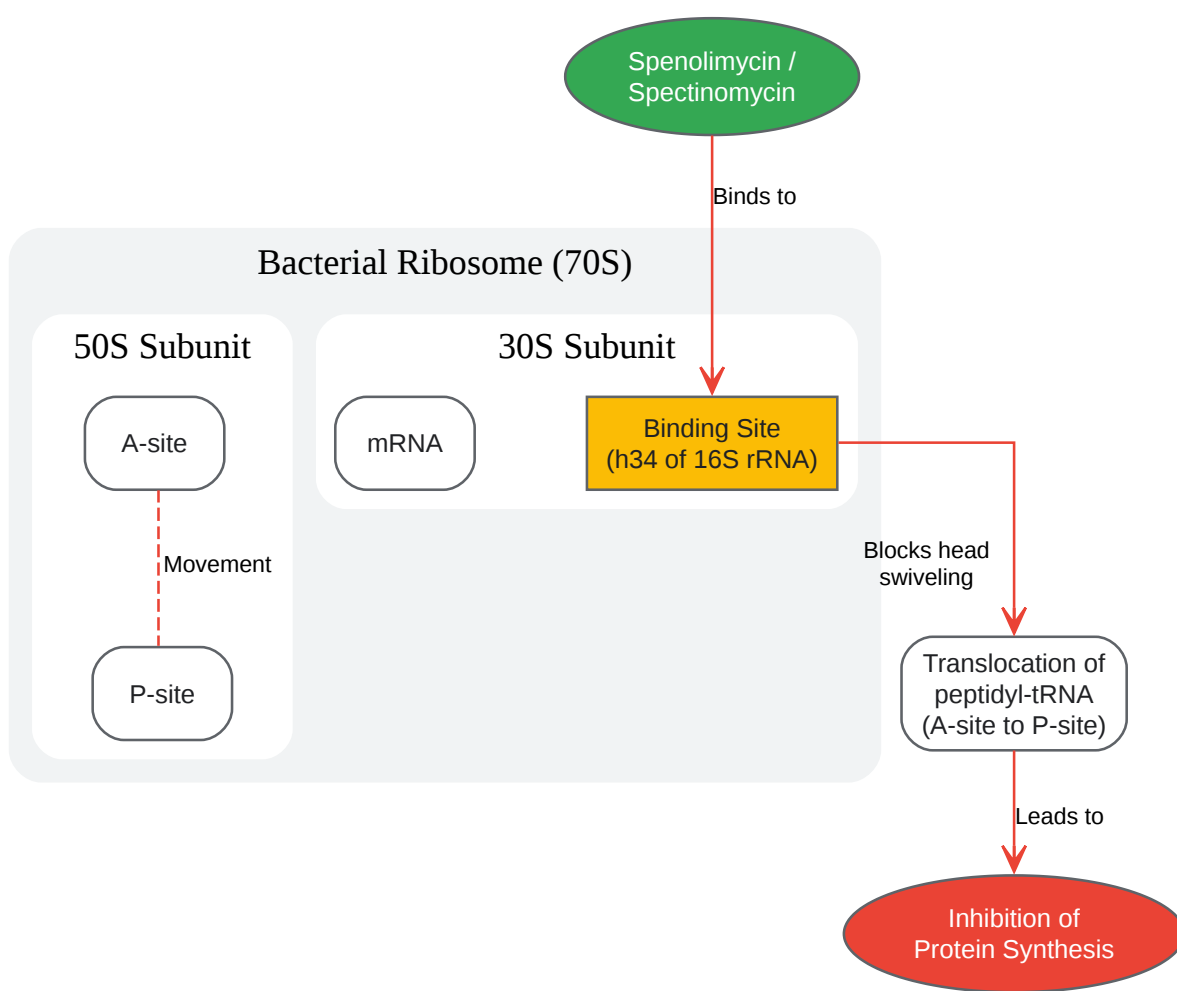 Spenolimycin /
Spectinomycin
Binds to
Bacterial Ribosome (70S)
50S Subunit
30S Subunit
A-site
mRNA
Binding Site
(h34 of 16S rRNA)
Movement
Blocks head
swiveling
P-site
Translocation of
peptidyl-tRNA
(A-site to P-site)
Leads to
Inhibition of
Protein Synthesis